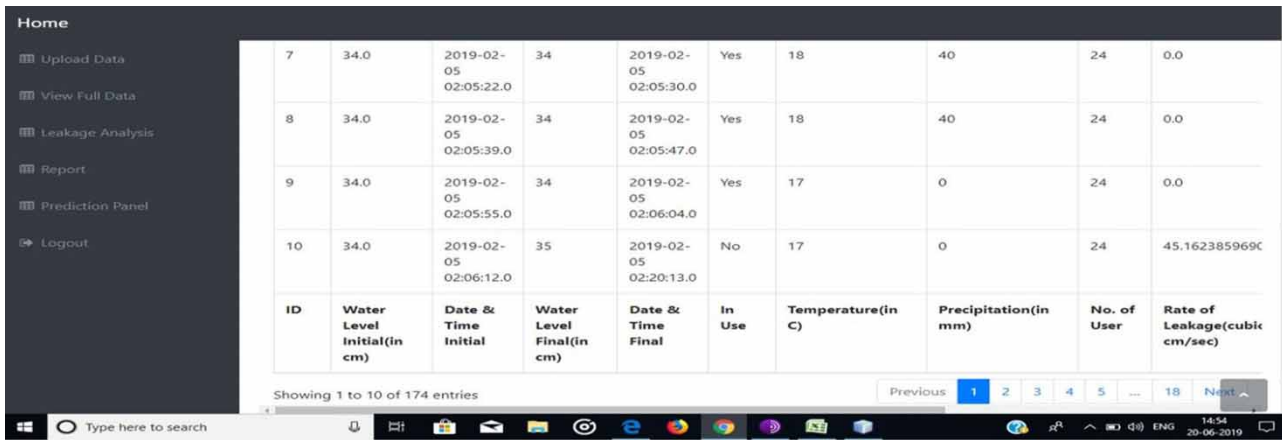 Home
Upload Data
View Full Data
Leakage Analysis
Report
Prediction Panel
Logout
7 34.0 2019-02-05 02:05:22.0 34 2019-02-05 02:05:30.0 Yes 18 40 24 0.0
8 34.0 2019-02-05 02:05:39.0 34 2019-02-05 02:05:47.0 Yes 18 40 24 0.0
9 34.0 2019-02-05 02:05:55.0 34 2019-02-05 02:06:04.0 Yes 17 0 24 0.0
10 34.0 2019-02-05 02:06:12.0 35 2019-02-05 02:20:13.0 No 17 0 24 45.162385969
ID Water Level Initial(in cm) Date & Time Initial Water Level Final(in cm) Date & Time Final In Use Temperature(in C) Precipitation(in mm) No. of User Rate of Leakage(cubic cm/sec)
Showing 1 to 10 of 174 entries
Previous 1 2 3 4 5 ... 18 Next
Type here to search
ENG 14:54
20-06-2019